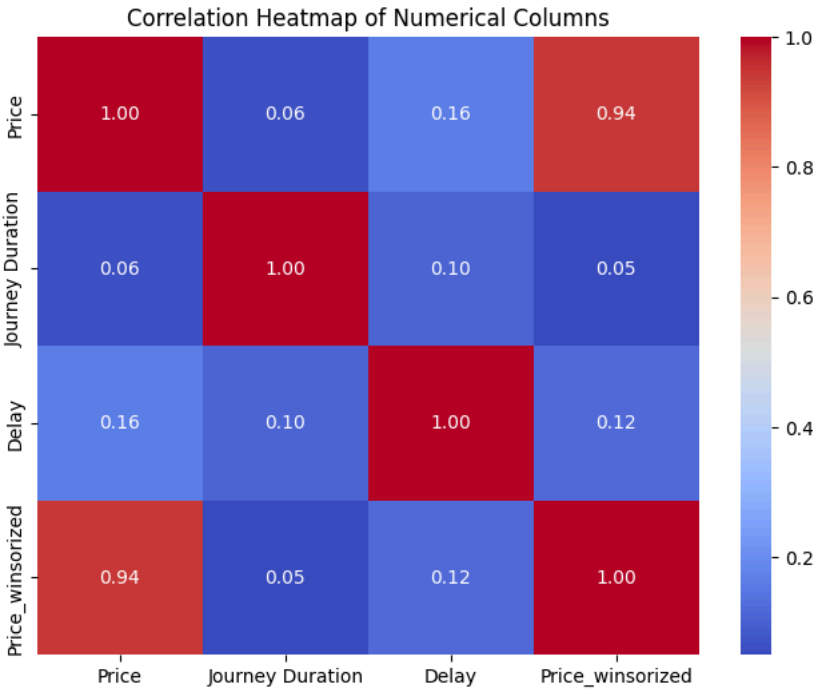 Correlation Heatmap of Numerical Columns
Price
1.00
0.06
0.16
0.94
1.0
0.8
Journey Duration
0.06
1.00
0.10
0.05
0.6
Delay
0.16
0.10
1.00
0.12
0.4
Price_winsorized
0.94
0.05
0.12
1.00
0.2
Price
Journey Duration
Delay
Price_winsorized